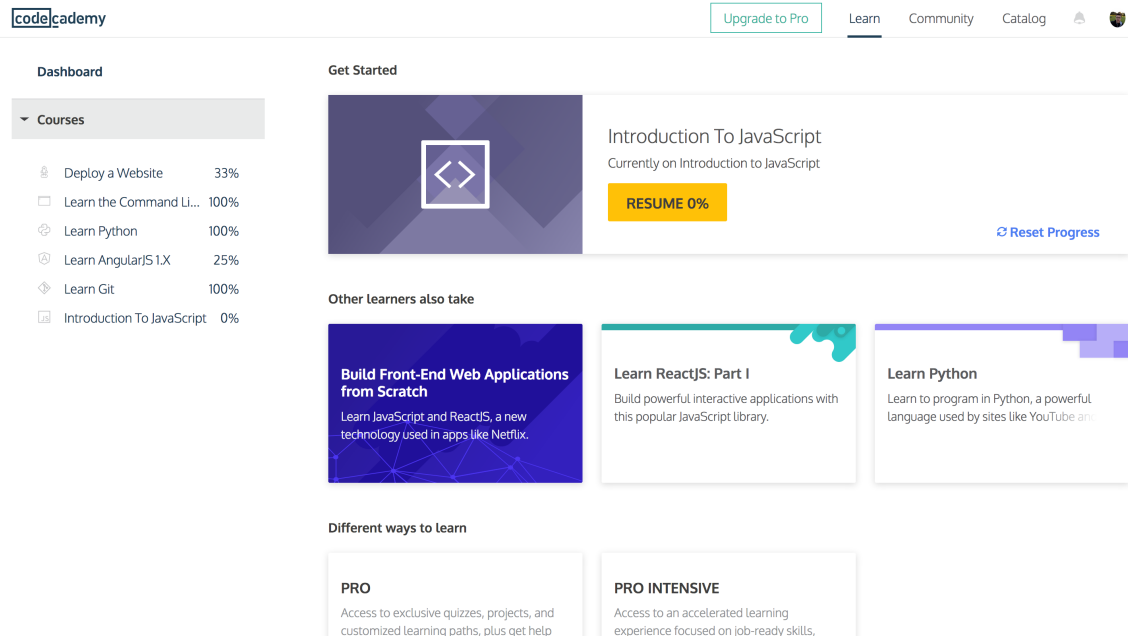 codecademy
Upgrade to Pro
Learn
Community
Catalog
Dashboard
Courses
Deploy a Website 33%
Learn the Command Li... 100%
Learn Python 100%
Learn AngularJS 1.X 25%
Learn Git 100%
JS Introduction To JavaScript 0%
Get Started
Introduction To JavaScript
Currently on Introduction to JavaScript
RESUME 0%
Reset Progress
Other learners also take
Build Front-End Web Applications
from Scratch
Learn JavaScript and ReactJS, a new
technology used in apps like Netflix.
Learn ReactJS: Part I
Build powerful interactive applications with
this popular JavaScript library.
Learn Python
Learn to program in Python, a powerful
language used by sites like YouTube and
Different ways to learn
PRO
Access to exclusive quizzes, projects, and
customized learning paths, plus get help
PRO INTENSIVE
Access to an accelerated learning
experience focused on job-ready skills,